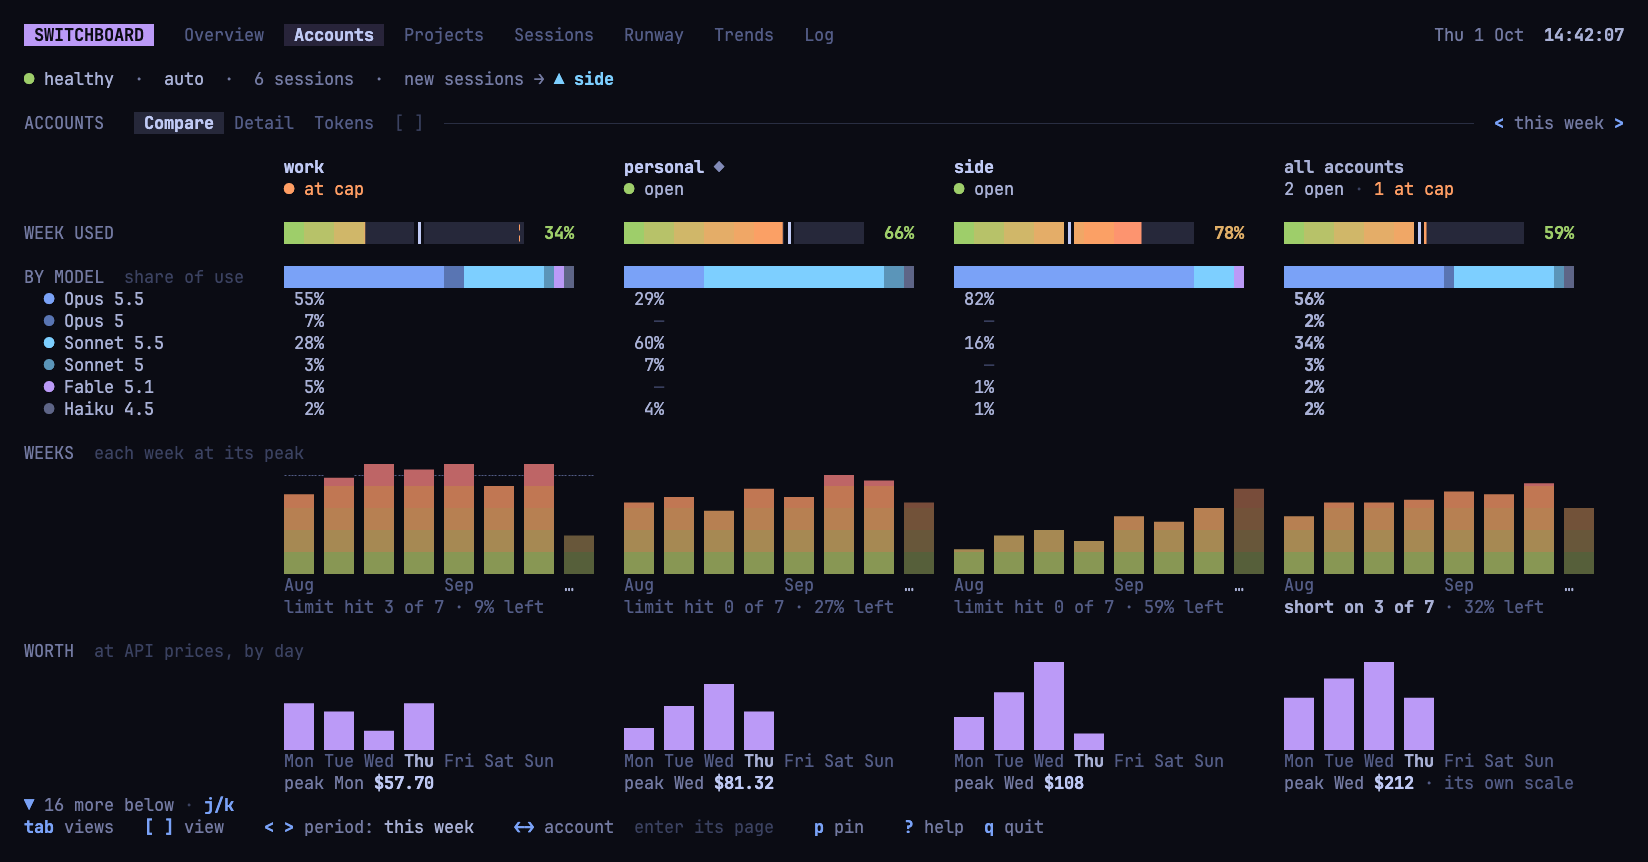 SWITCHBOARD Overview Accounts Projects Sessions Runway Trends Log Thu 1 Oct 14:42:07
● healthy · auto · 6 sessions · new sessions → ▲ side
ACCOUNTS Compare Detail Tokens [ ] < this week >
work personal ◆ side all accounts
● at cap ● open ● open 2 open · 1 at cap
WEEK USED 34% 66% 78% 59%
BY MODEL share of use
● Opus 5.5 55% 29% 82% 56%
● Opus 5 7% — — 2%
● Sonnet 5.5 28% 60% 16% 34%
● Sonnet 5 3% 7% — 3%
● Fable 5.1 5% — 1% 2%
● Haiku 4.5 2% 4% 1% 2%
WEEKS each week at its peak
Aug Sep … Aug Sep … Aug Sep … Aug Sep …
limit hit 3 of 7 · 9% left limit hit 0 of 7 · 27% left limit hit 0 of 7 · 59% left short on 3 of 7 · 32% left
WORTH at API prices, by day
Mon Tue Wed Thu Fri Sat Sun Mon Tue Wed Thu Fri Sat Sun Mon Tue Wed Thu Fri Sat Sun Mon Tue Wed Thu Fri Sat Sun
peak Mon $57.70 peak Wed $81.32 peak Wed $108 peak Wed $212 · its own scale
▼ 16 more below · j/k
tab views [ ] view < > period: this week ↔ account enter its page p pin ? help q quit